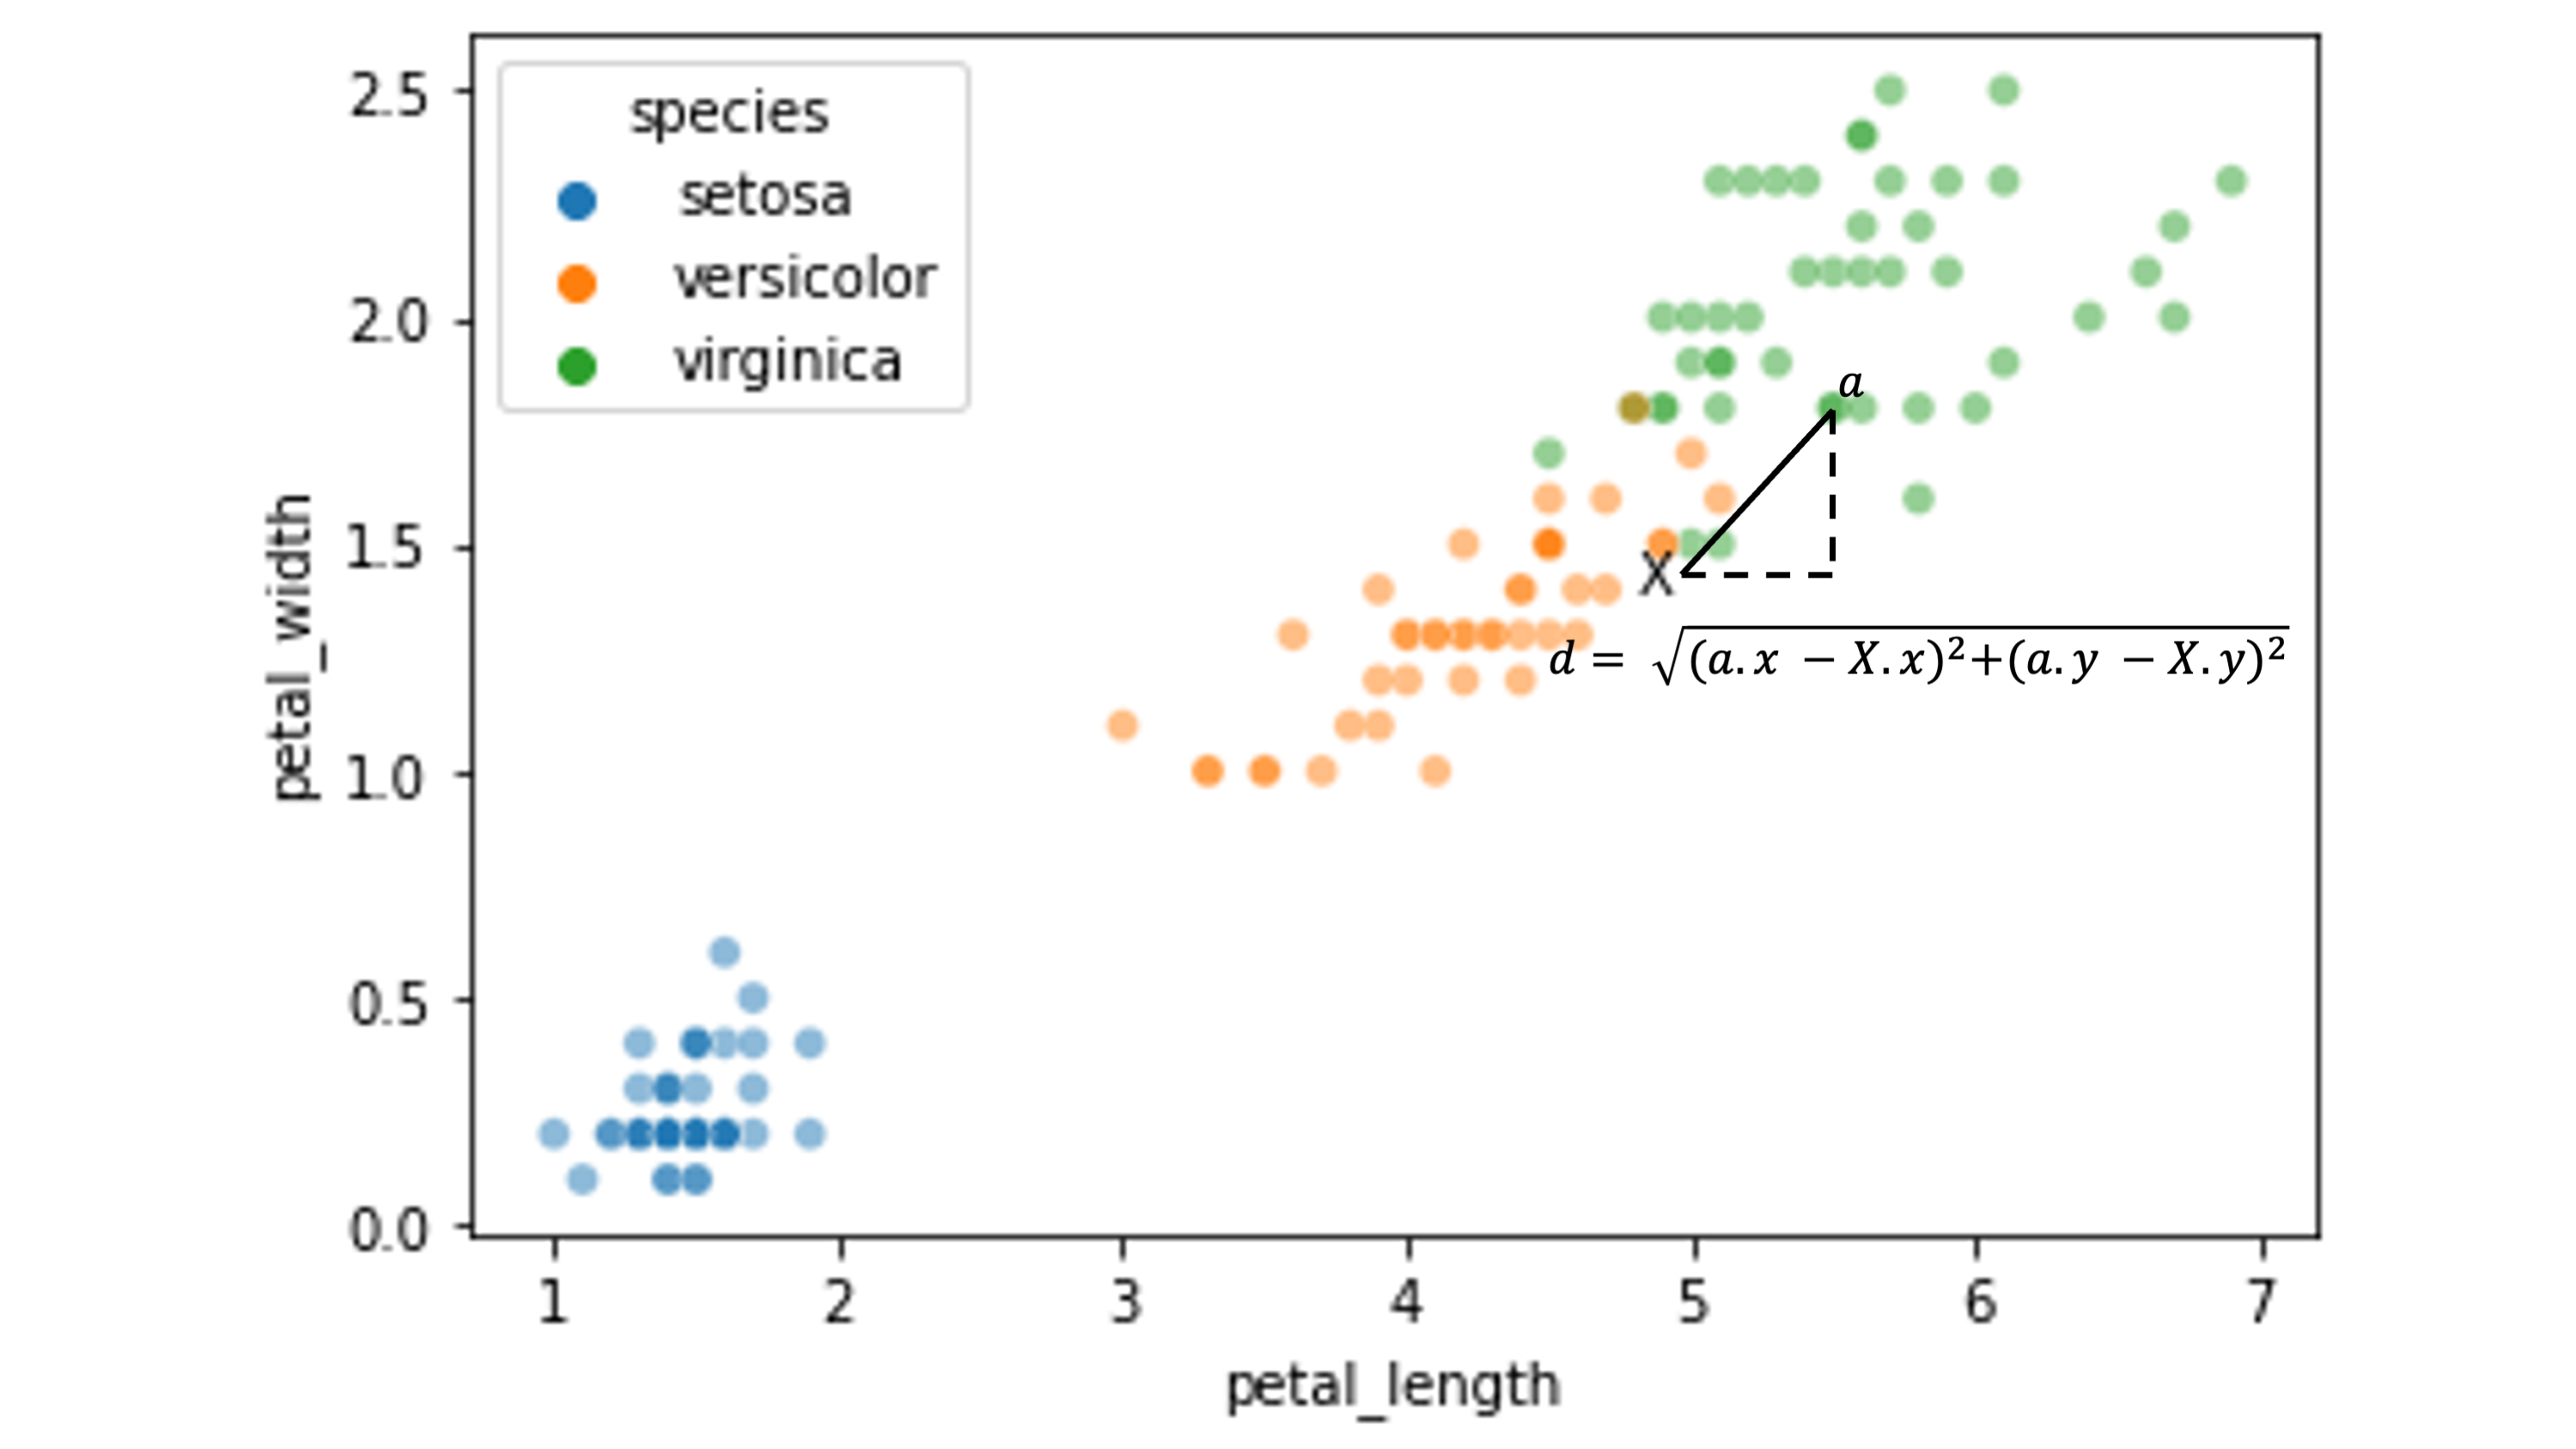 species
setosa
versicolor
virginica
2.5
2.0
1.5
1.0
0.5
0.0
petal_width
a
X
d = √(a.x − X.x)²+(a.y − X.y)²
1 2 3 4 5 6 7
petal_length